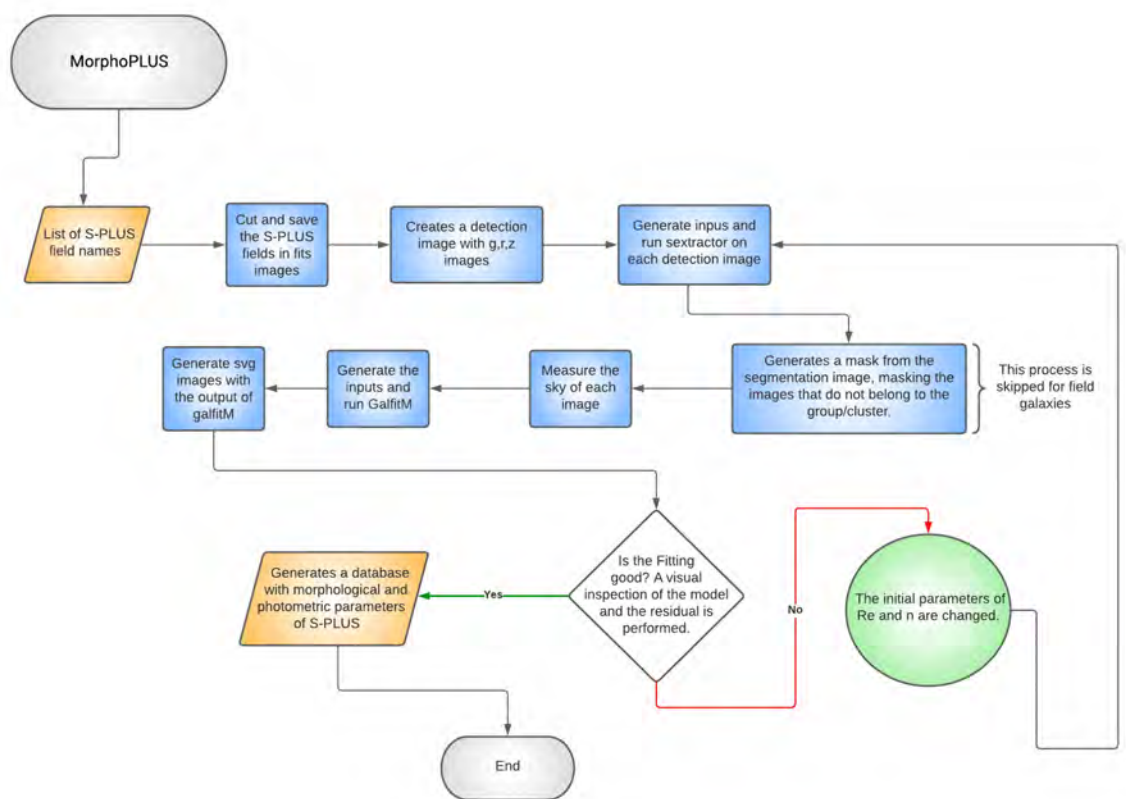 MorphoPLUS
List of S-PLUS
field names
Cut and save
the S-PLUS
fields in fits
images
Creates a detection
image with g,r,z
images
Generate inpus and
run sextractor on
each detection image
Generate svg
images with
the output of
galfitM
Generate the
inputs and
run GalfitM
Measure the
sky of each
image
Generates a mask from the
segmentation image, masking the
images that do not belong to the
group/cluster.
This process is
skipped for field
galaxies
Is the Fitting
good? A visual
inspection of the model
and the residual is
performed.
Yes
Generates a database
with morphological and
photometric parameters
of S-PLUS
No
The initial parameters of
Re and n are changed.
End